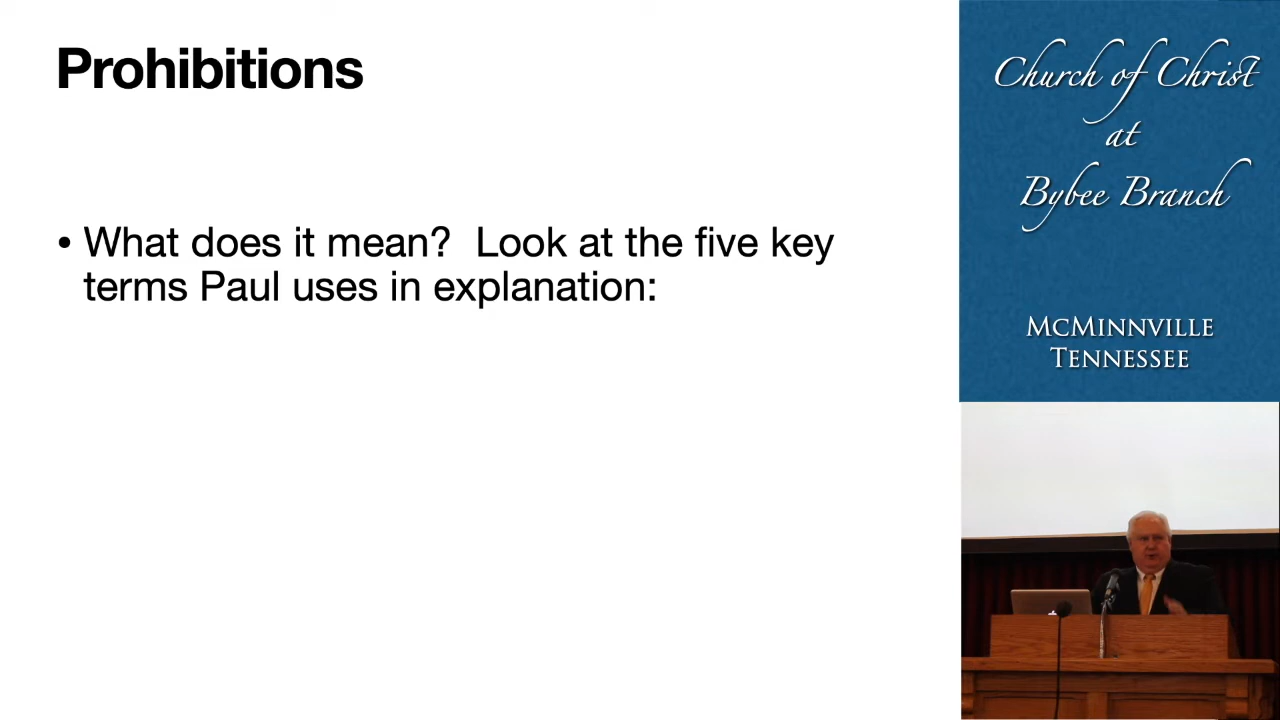 Prohibitions
• What does it mean?  Look at the five key
terms Paul uses in explanation:
Church of Christ
at
Bybee Branch
McMinnville
Tennessee